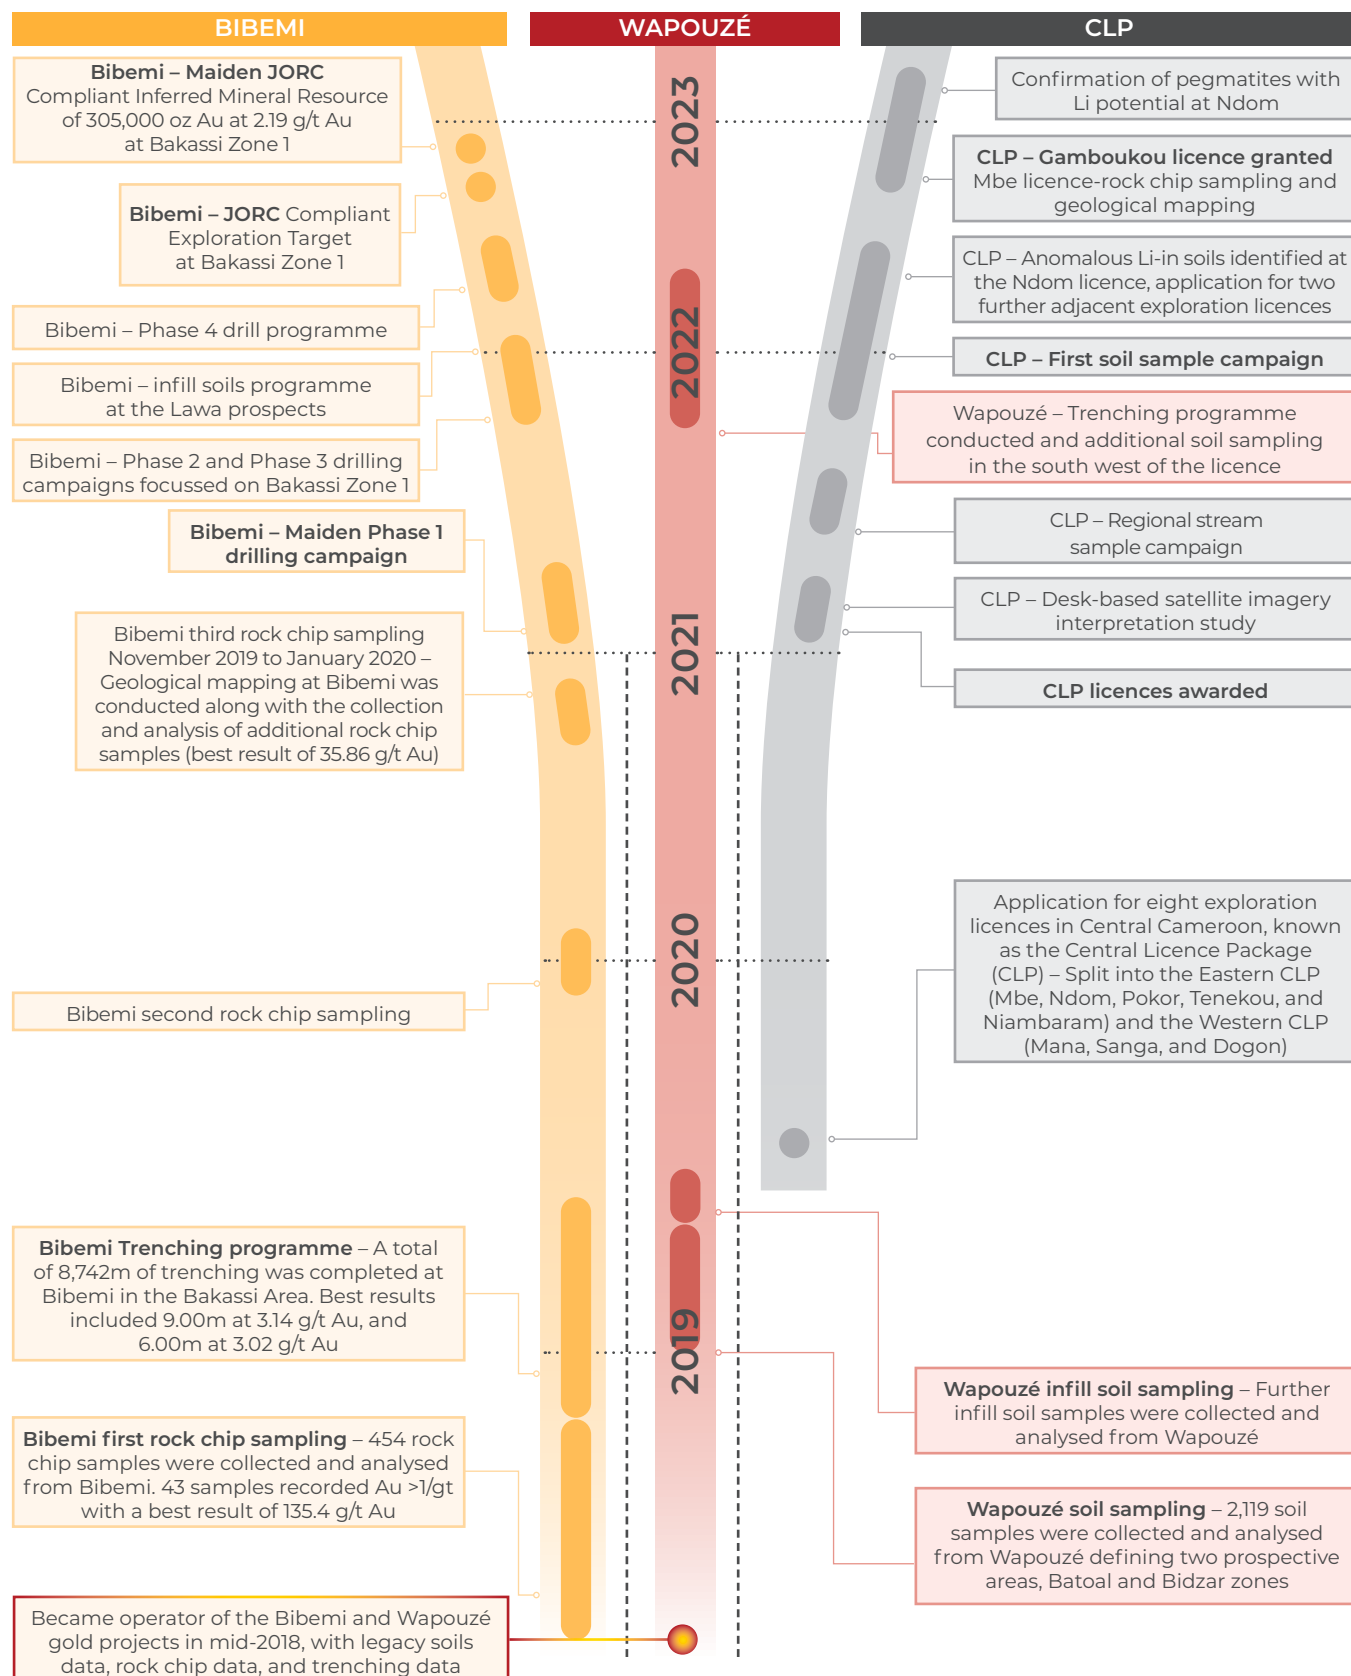 BIBEMI
WAPOUZÉ
CLP
Bibemi – Maiden JORC
Compliant Inferred Mineral Resource
of 305,000 oz Au at 2.19 g/t Au
at Bakassi Zone 1
Bibemi – JORC Compliant
Exploration Target
at Bakassi Zone 1
Bibemi – Phase 4 drill programme
Bibemi – infill soils programme
at the Lawa prospects
Bibemi – Phase 2 and Phase 3 drilling
campaigns focussed on Bakassi Zone 1
Bibemi – Maiden Phase 1
drilling campaign
Bibemi third rock chip sampling
November 2019 to January 2020 –
Geological mapping at Bibemi was
conducted along with the collection
and analysis of additional rock chip
samples (best result of 35.86 g/t Au)
Bibemi second rock chip sampling
Bibemi Trenching programme – A total
of 8,742m of trenching was completed at
Bibemi in the Bakassi Area. Best results
included 9.00m at 3.14 g/t Au, and
6.00m at 3.02 g/t Au
Bibemi first rock chip sampling – 454 rock
chip samples were collected and analysed
from Bibemi. 43 samples recorded Au >1/gt
with a best result of 135.4 g/t Au
Became operator of the Bibemi and Wapouzé
gold projects in mid-2018, with legacy soils
data, rock chip data, and trenching data
2023
2022
2021
2020
2019
Confirmation of pegmatites with
Li potential at Ndom
CLP – Gamboukou licence granted
Mbe licence-rock chip sampling and
geological mapping
CLP – Anomalous Li-in soils identified at
the Ndom licence, application for two
further adjacent exploration licences
CLP – First soil sample campaign
Wapouzé – Trenching programme
conducted and additional soil sampling
in the south west of the licence
CLP – Regional stream
sample campaign
CLP – Desk-based satellite imagery
interpretation study
CLP licences awarded
Application for eight exploration
licences in Central Cameroon, known
as the Central Licence Package
(CLP) – Split into the Eastern CLP
(Mbe, Ndom, Pokor, Tenekou, and
Niambaram) and the Western CLP
(Mana, Sanga, and Dogon)
Wapouzé infill soil sampling – Further
infill soil samples were collected and
analysed from Wapouzé
Wapouzé soil sampling – 2,119 soil
samples were collected and analysed
from Wapouzé defining two prospective
areas, Batoal and Bidzar zones